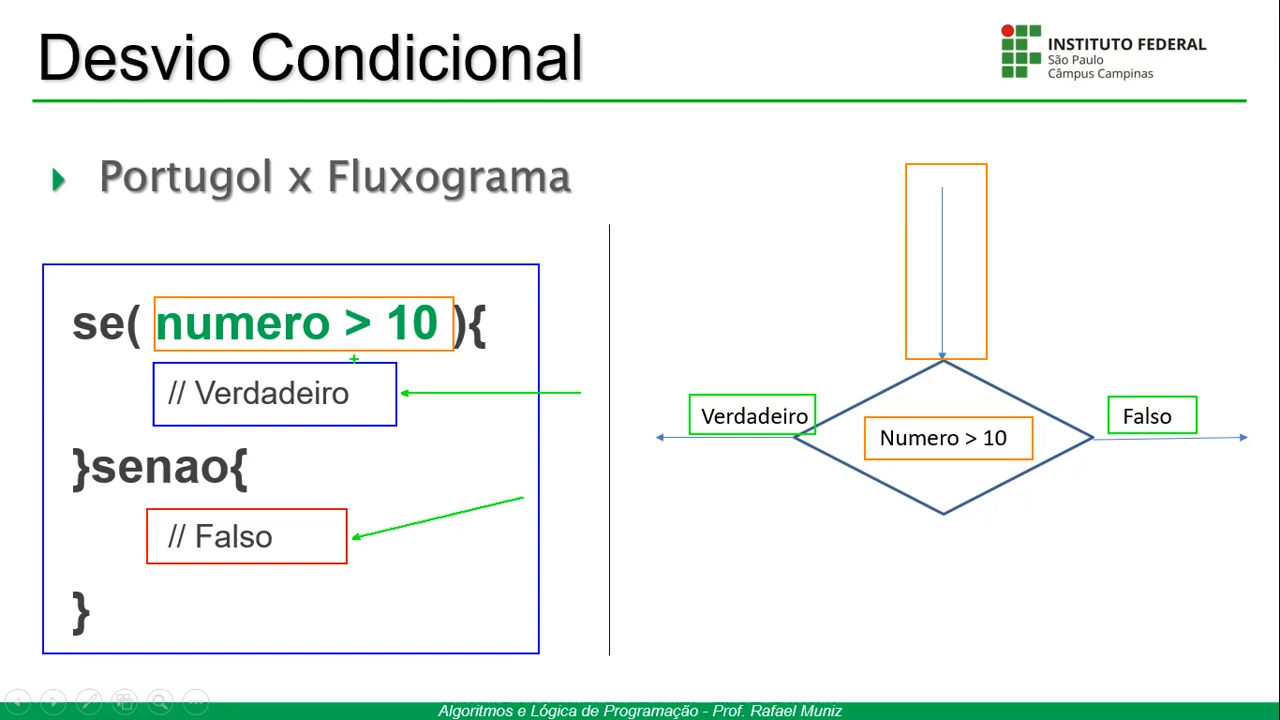 Desvio Condicional
INSTITUTO FEDERAL
São Paulo
Câmpus Campinas
Portugol x Fluxograma
se( numero > 10 ){
// Verdadeiro
}senao{
// Falso
}
Verdadeiro
Numero > 10
Falso
Algoritmos e Lógica de Programação - Prof. Rafael Muniz